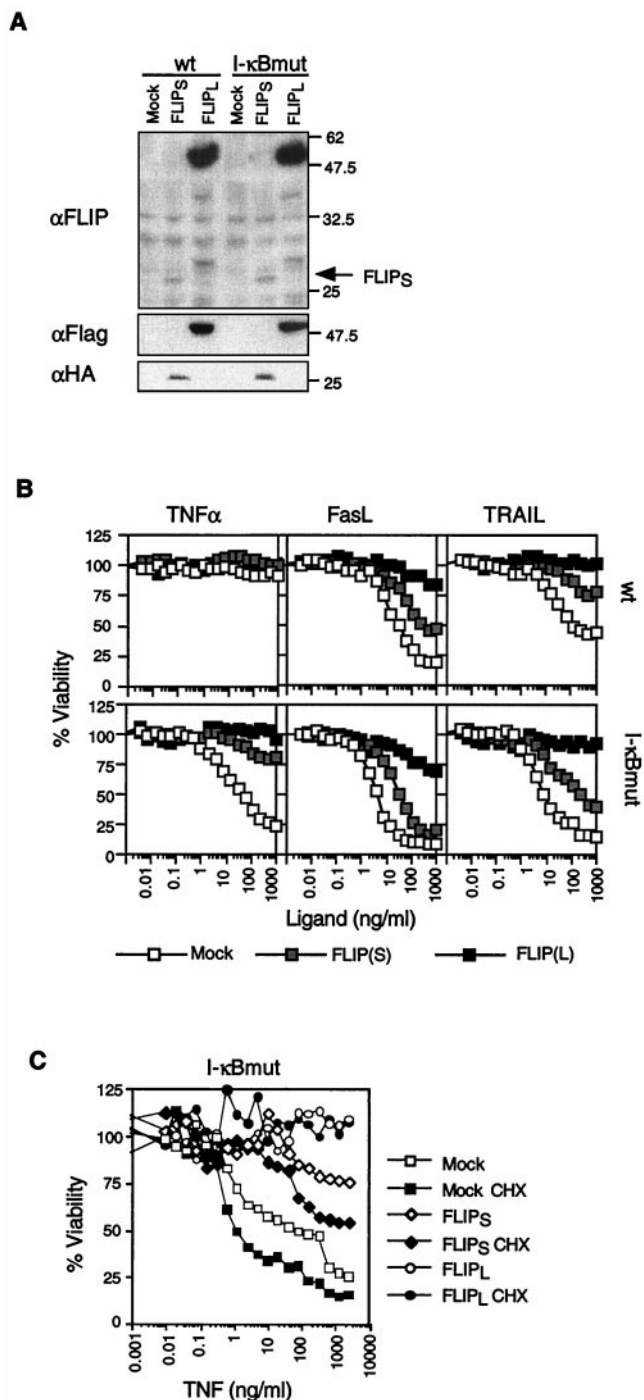 A
wt I-κBmut
Mock FLIPS FLIPL Mock FLIPS FLIPL
62
47.5
αFLIP
32.5
FLIPS
25
αFlag
47.5
αHA
25
B
TNFα FasL TRAIL
125
100
75
50
25
0
wt
% Viability
125
100
75
50
25
0
I-κBmut
0.01 0.1 1 10 100 1000 0.01 0.1 1 10 100 1000 0.01 0.1 1 10 100 1000
Ligand (ng/ml)
Mock FLIP(S) FLIP(L)
C
I-κBmut
125
100
75
50
25
0
% Viability
0.001 0.01 0.1 1 10 100 1000 10000
TNF (ng/ml)
Mock
Mock CHX
FLIPS
FLIPS CHX
FLIPL
FLIPL CHX